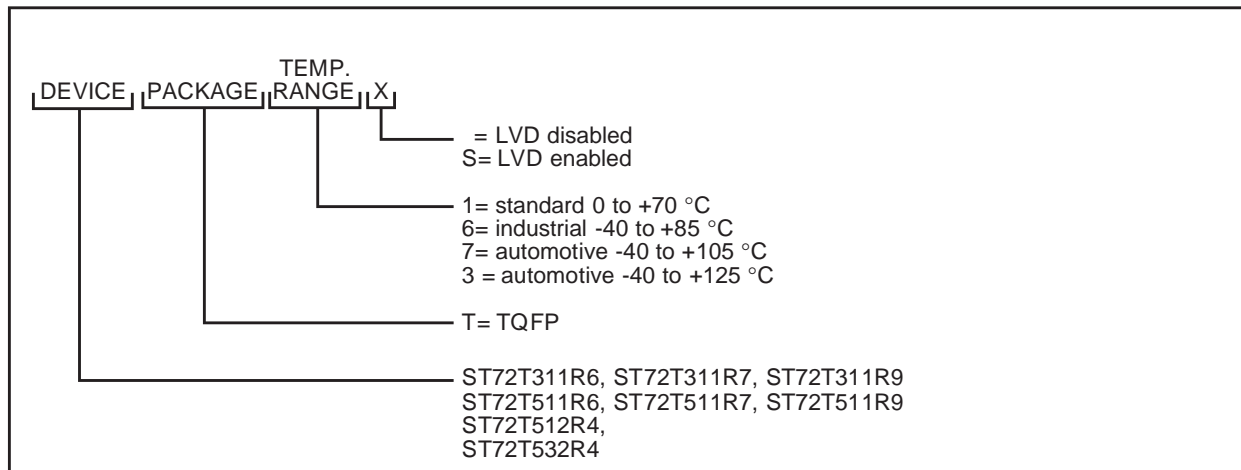 TEMP.
DEVICE PACKAGE RANGE X
= LVD disabled
S= LVD enabled
1= standard 0 to +70 °C
6= industrial -40 to +85 °C
7= automotive -40 to +105 °C
3 = automotive -40 to +125 °C
T= TQFP
ST72T311R6, ST72T311R7, ST72T311R9
ST72T511R6, ST72T511R7, ST72T511R9
ST72T512R4,
ST72T532R4